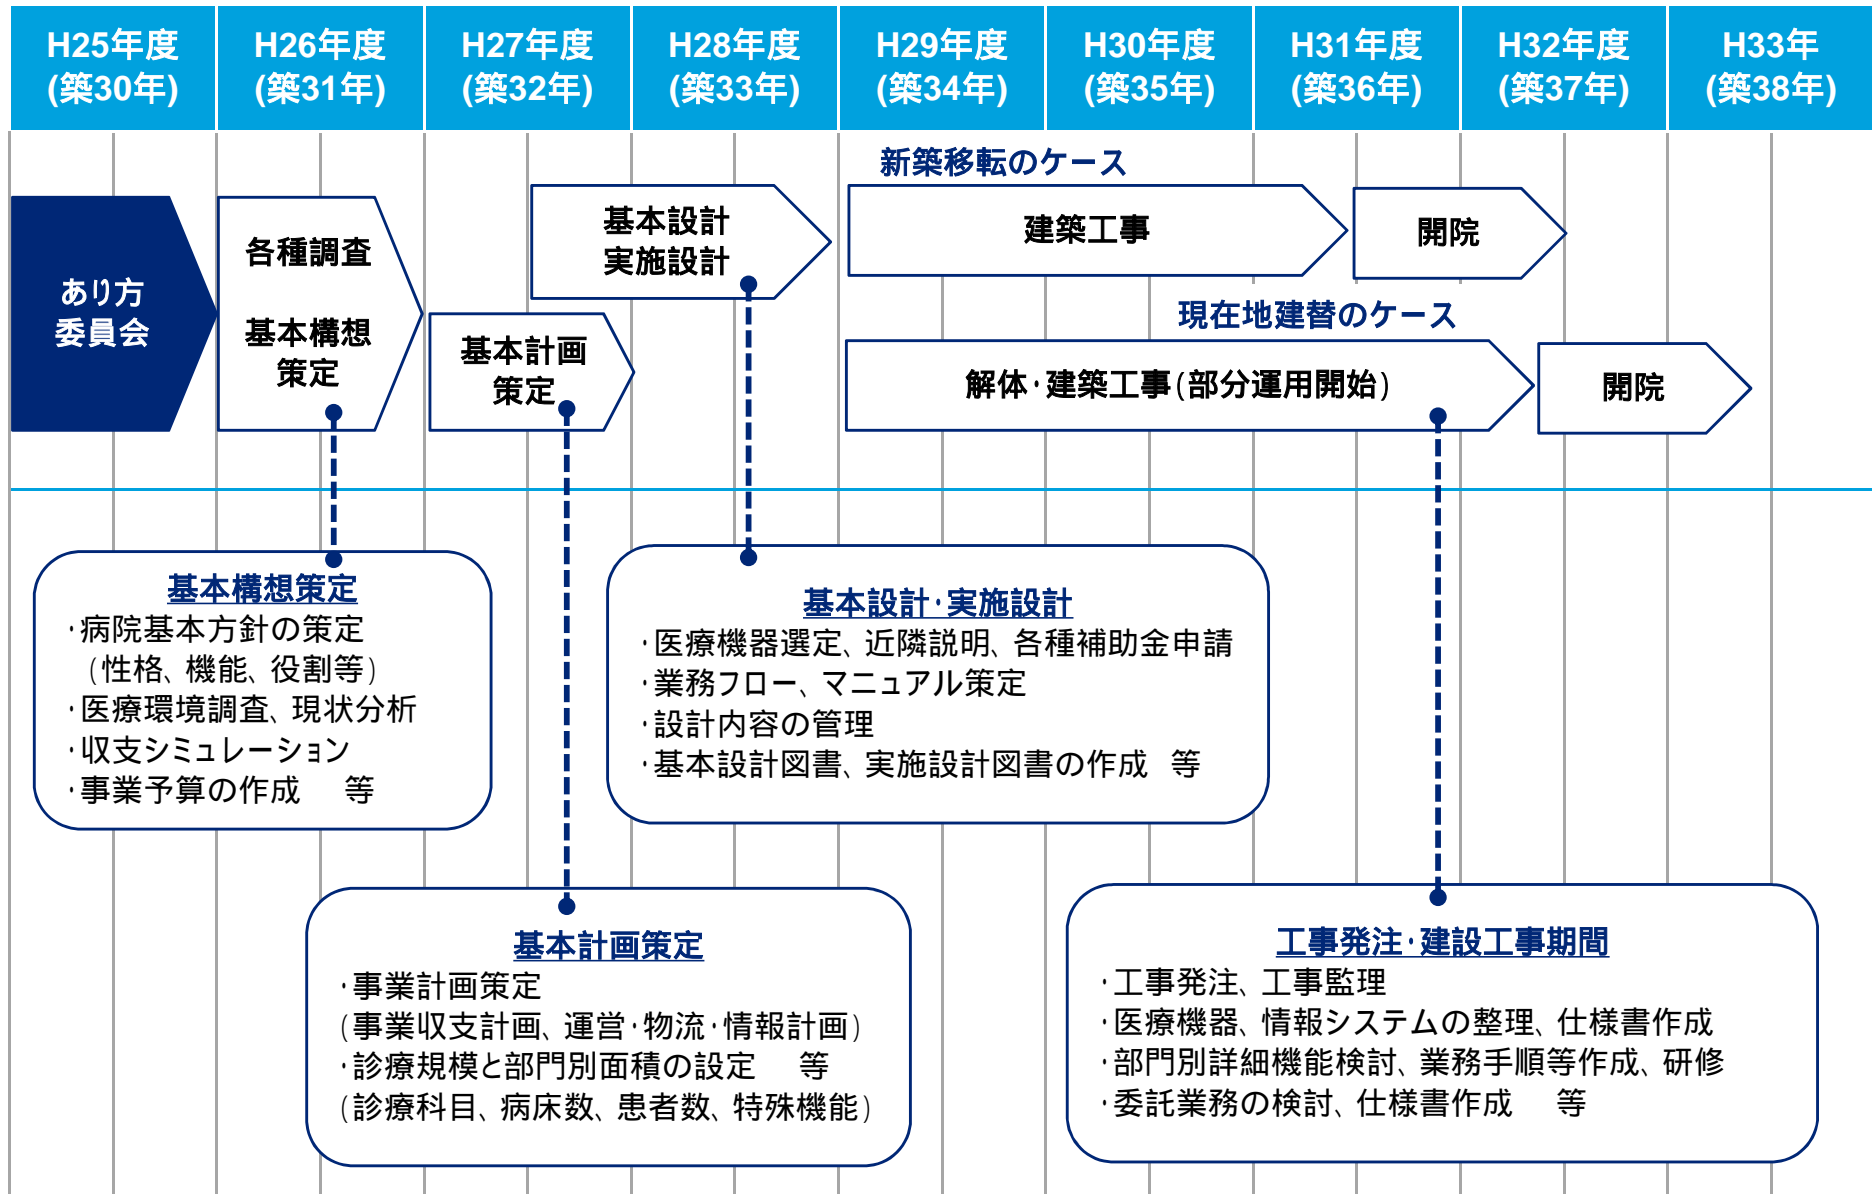 H25年度
(築30年)
H26年度
(築31年)
H27年度
(築32年)
H28年度
(築33年)
H29年度
(築34年)
H30年度
(築35年)
H31年度
(築36年)
H32年度
(築37年)
H33年
(築38年)
あり方
委員会
各種調査
基本構想
策定
基本計画
策定
基本設計
実施設計
新築移転のケース
建築工事
開院
現在地建替のケース
解体・建築工事(部分運用開始)
開院
基本構想策定
・病院基本方針の策定
(性格、機能、役割等)
・医療環境調査、現状分析
・収支シミュレーション
・事業予算の作成　等
基本設計・実施設計
・医療機器選定、近隣説明、各種補助金申請
・業務フロー、マニュアル策定
・設計内容の管理
・基本設計図書、実施設計図書の作成　等
基本計画策定
・事業計画策定
(事業収支計画、運営・物流・情報計画)
・診療規模と部門別面積の設定　等
(診療科目、病床数、患者数、特殊機能)
工事発注・建設工事期間
・工事発注、工事監理
・医療機器、情報システムの整理、仕様書作成
・部門別詳細機能検討、業務手順等作成、研修
・委託業務の検討、仕様書作成　等